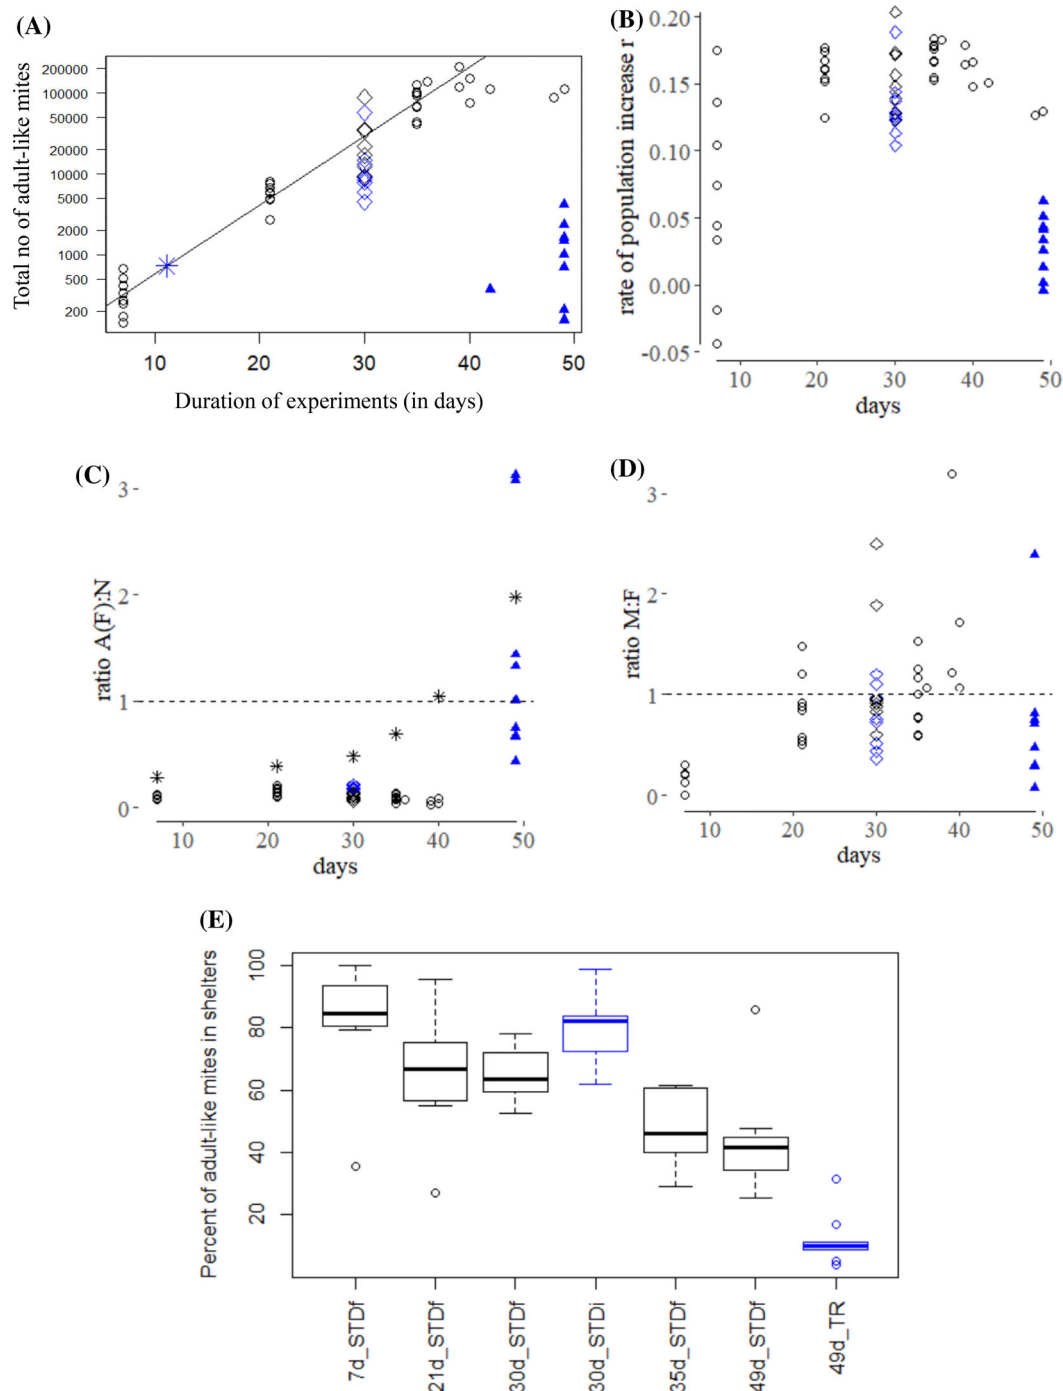 (A)
Total no of adult-like mites
200000
100000
50000
20000
10000
5000
2000
1000
500
200
10 20 30 40 50
Duration of experiments (in days)
(B)
rate of population increase r
0.20
0.15
0.10
0.05
0.00
-0.05
10 20 30 40 50
days
(C)
ratio A(F):N
3
2
1
0
10 20 30 40 50
days
(D)
ratio M:F
3
2
1
0
10 20 30 40 50
days
(E)
Percent of adult-like mites in shelters
100
80
60
40
20
7d_STDf
21d_STDf
30d_STDf
30d_STDi
35d_STDf
49d_STDf
49d_TR